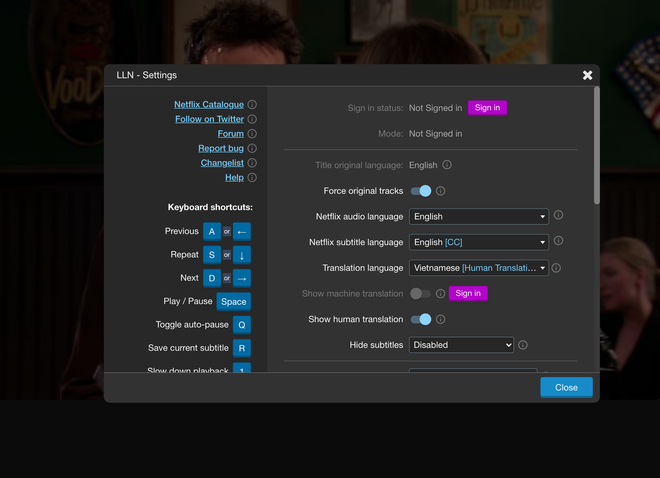 VOOD
LLN - Settings
Netflix Catalogue
Follow on Twitter
Forum
Report bug
Changelist
Help
Keyboard shortcuts:
Previous A or ←
Repeat S or ↓
Next D or →
Play / Pause Space
Toggle auto-pause Q
Save current subtitle R
Slow down playback 1
Sign in status: Not Signed in Sign in
Mode: Not Signed in
Title original language: English
Force original tracks
Netflix audio language English
Netflix subtitle language English [CC]
Translation language Vietnamese [Human Translati...
Show machine translation Sign in
Show human translation
Hide subtitles Disabled
Close